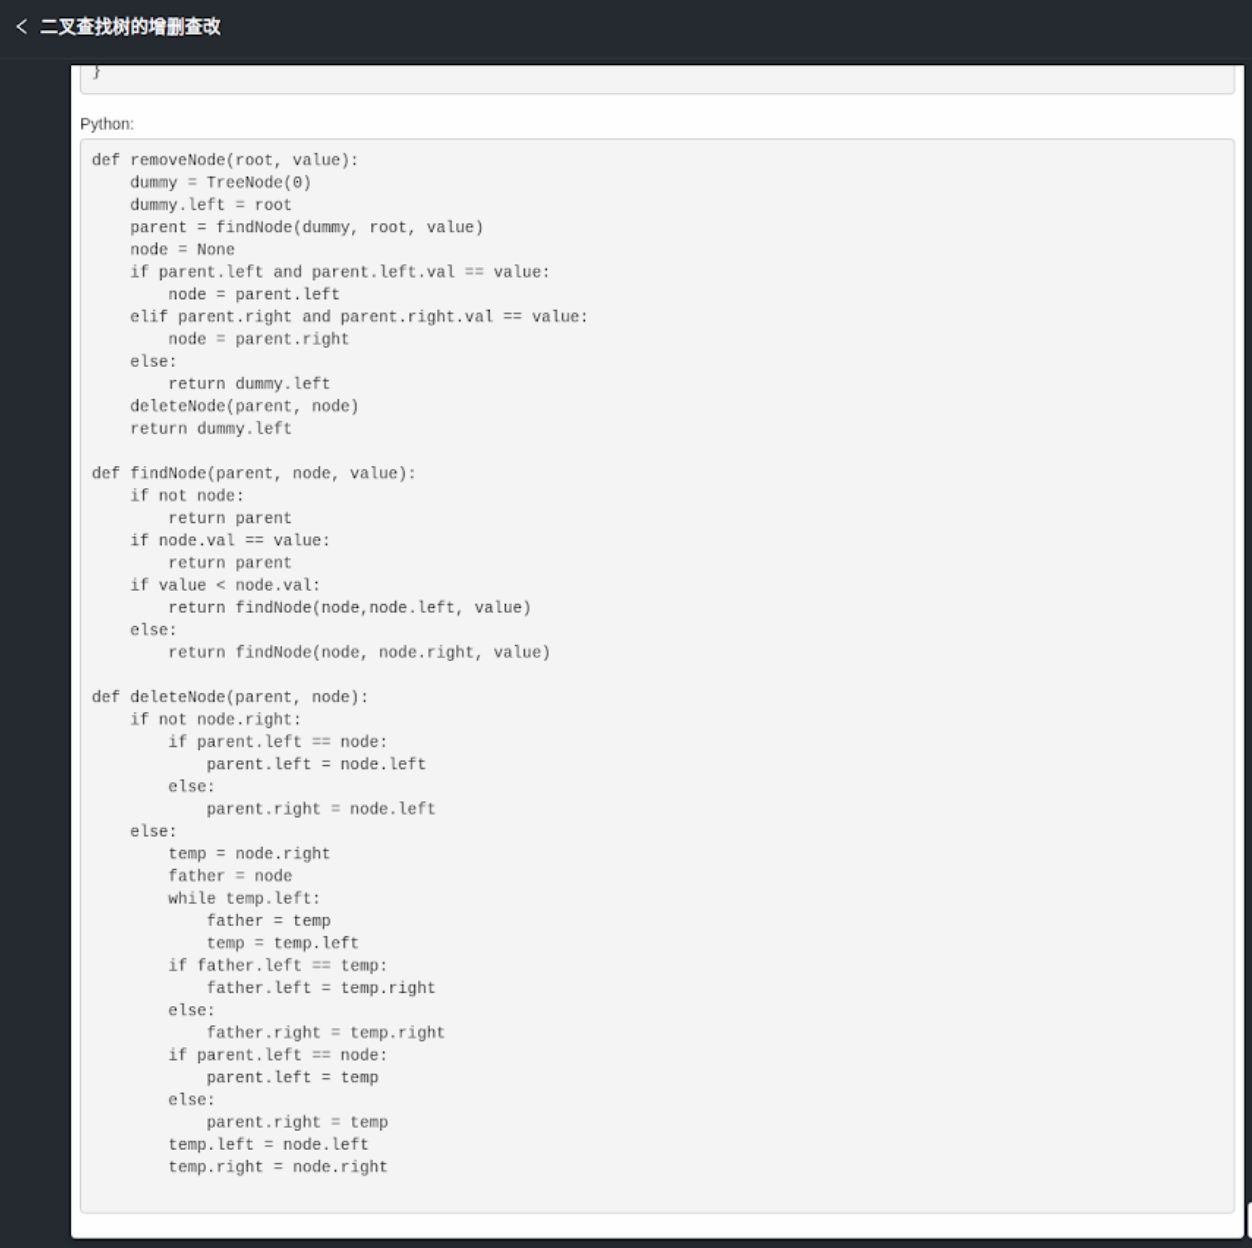 < 二叉查找树的增删查改
}
Python:
def removeNode(root, value):
    dummy = TreeNode(0)
    dummy.left = root
    parent = findNode(dummy, root, value)
    node = None
    if parent.left and parent.left.val == value:
        node = parent.left
    elif parent.right and parent.right.val == value:
        node = parent.right
    else:
        return dummy.left
    deleteNode(parent, node)
    return dummy.left

def findNode(parent, node, value):
    if not node:
        return parent
    if node.val == value:
        return parent
    if value < node.val:
        return findNode(node,node.left, value)
    else:
        return findNode(node, node.right, value)

def deleteNode(parent, node):
    if not node.right:
        if parent.left == node:
            parent.left = node.left
        else:
            parent.right = node.left
    else:
        temp = node.right
        father = node
        while temp.left:
            father = temp
            temp = temp.left
        if father.left == temp:
            father.left = temp.right
        else:
            father.right = temp.right
        if parent.left == node:
            parent.left = temp
        else:
            parent.right = temp
        temp.left = node.left
        temp.right = node.right